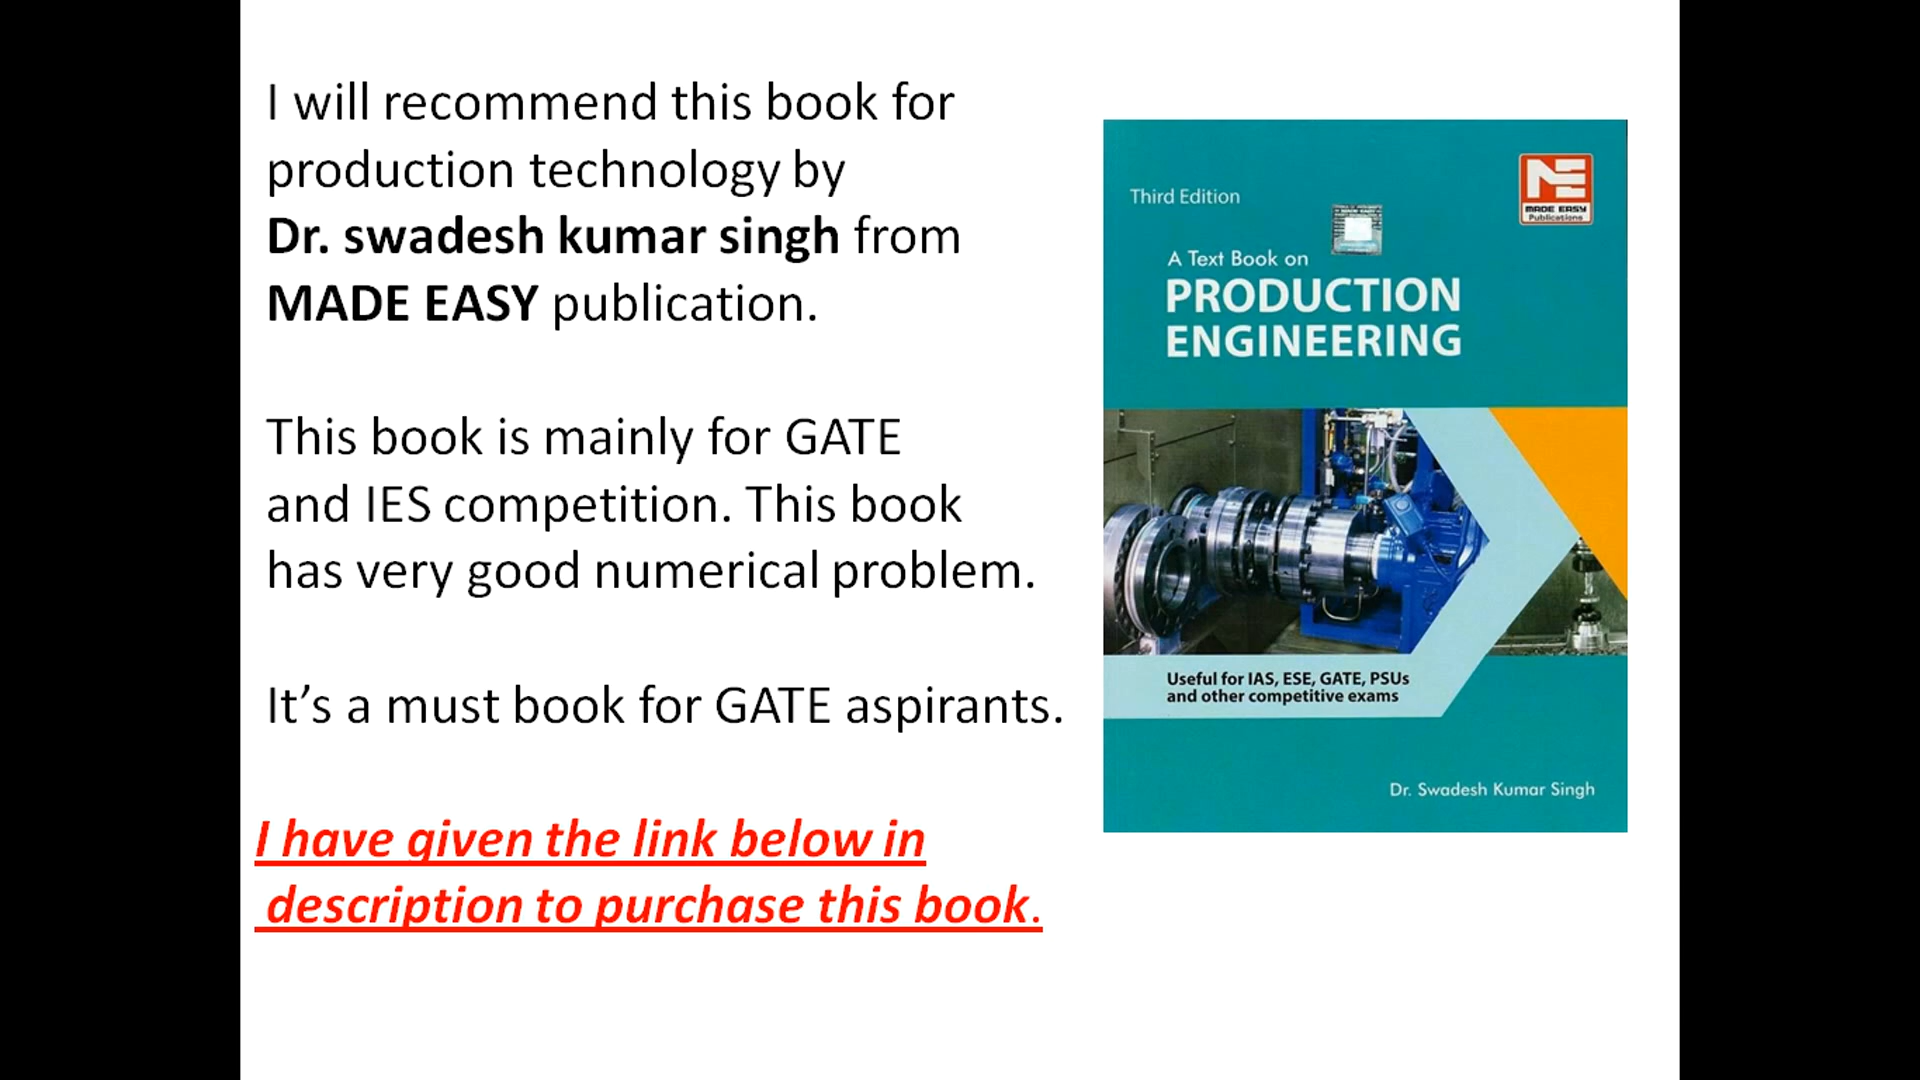 I will recommend this book for
production technology by
Dr. swadesh kumar singh from
MADE EASY publication.
This book is mainly for GATE
and IES competition. This book
has very good numerical problem.
It’s a must book for GATE aspirants.
I have given the link below in
description to purchase this book.
Third Edition
MADE EASY
Publications
A Text Book on
PRODUCTION
ENGINEERING
Useful for IAS, ESE, GATE, PSUs
and other competitive exams
Dr. Swadesh Kumar Singh